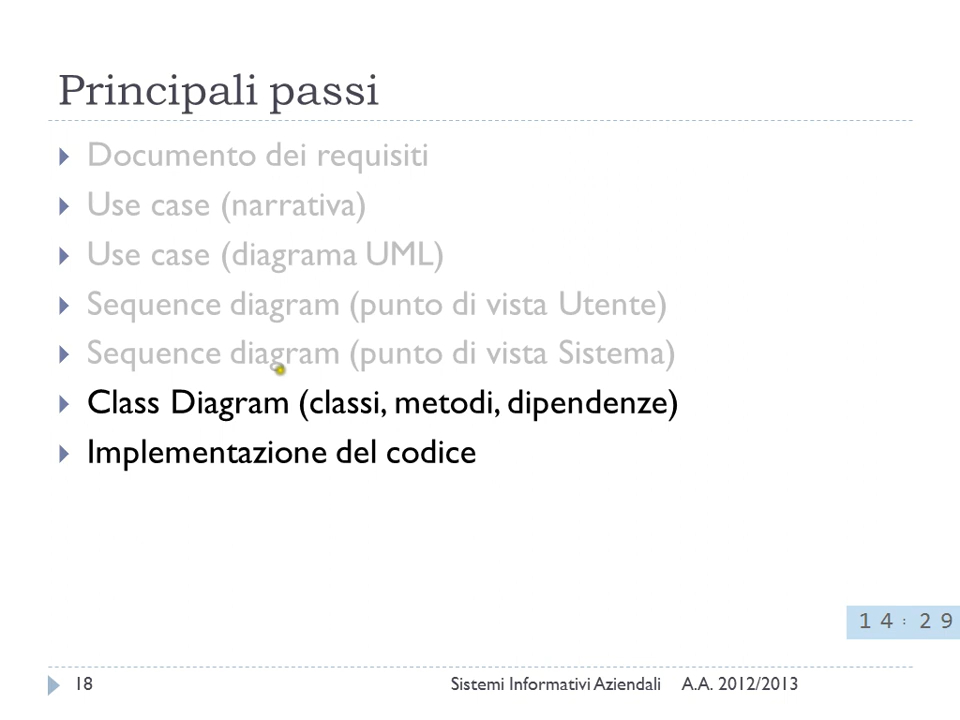 Principali passi
Documento dei requisiti
Use case (narrativa)
Use case (diagrama UML)
Sequence diagram (punto di vista Utente)
Sequence diagram (punto di vista Sistema)
Class Diagram (classi, metodi, dipendenze)
Implementazione del codice
14:29
18 Sistemi Informativi Aziendali A.A. 2012/2013